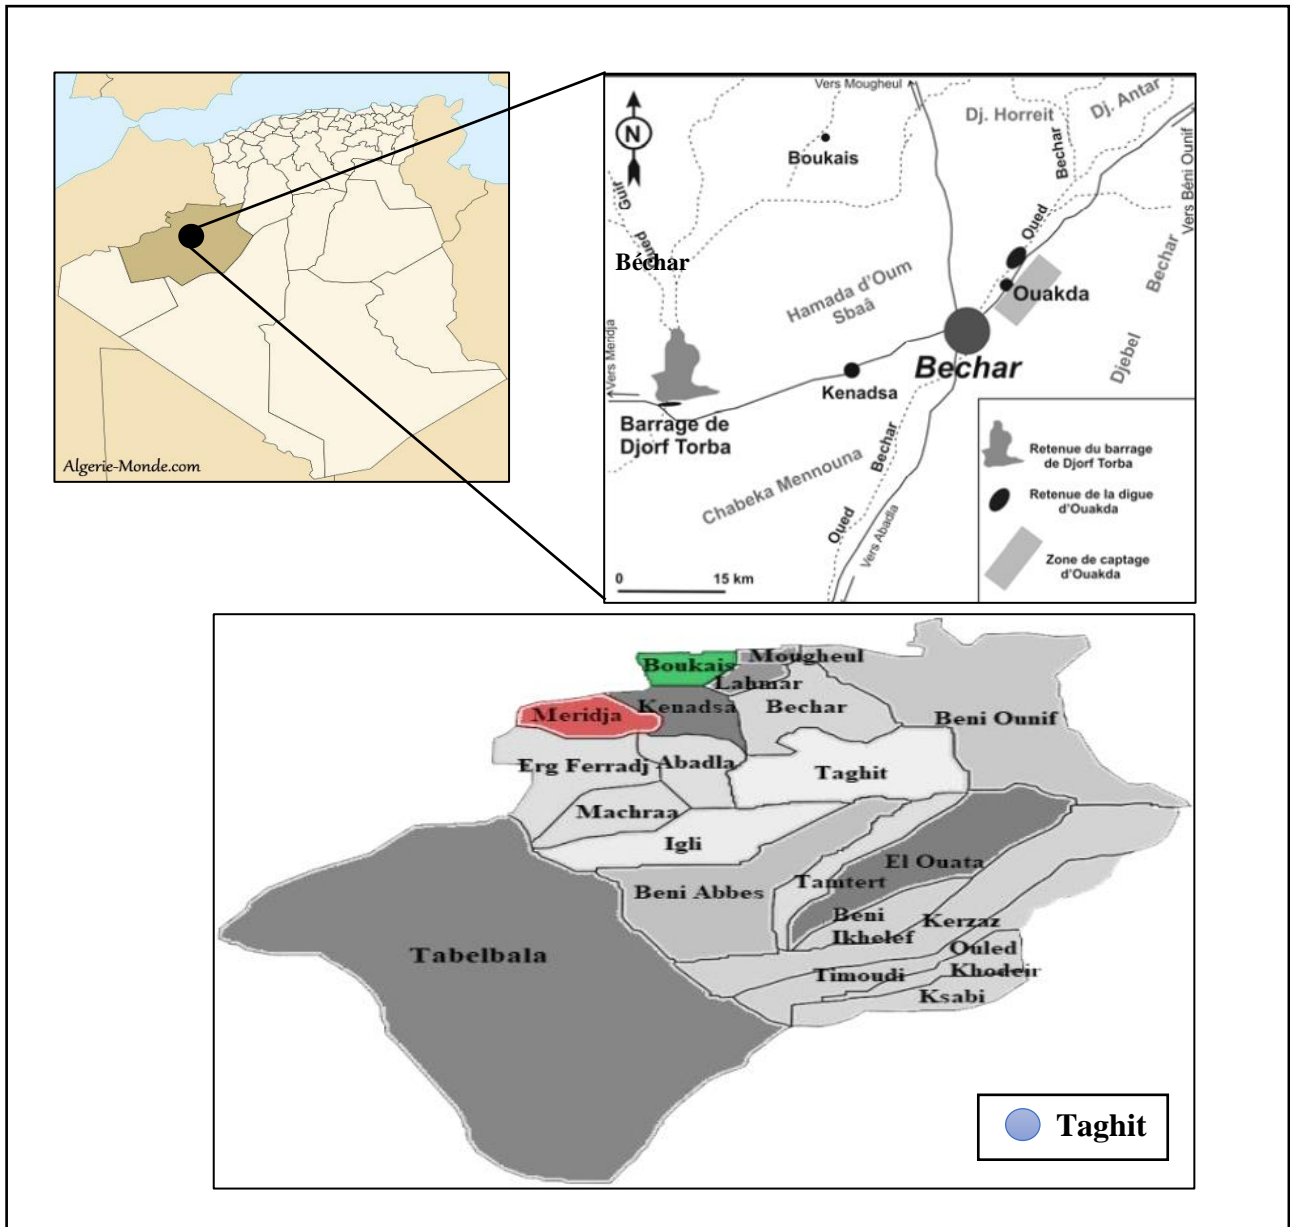 Algerie-Monde.com
Vers Mougheul
Dj. Horreit
Dj. Antar
N
Boukais
Bechar
Vers Béni Ounif
Guir
Oued
Oued
Béchar
Hamada d'Oum
Sbaâ
Ouakda
Bechar
Djebel
Vers Meridja
Bechar
Kenadsa
Barrage de
Djorf Torba
Chabeka Mennouna
Bechar
Oued
Vers Abadla
0 15 km
Retenue du barrage
de Djorf Torba
Retenue de la digue
d'Ouakda
Zone de captage
d'Ouakda
Boukais
Mougheul
Lahmar
Meridja
Kenadsa
Bechar
Beni Ounif
Erg Ferradj
Abadla
Taghit
Machraa
Igli
El Ouata
Beni Abbes
Tamtert
Beni
Ikhelef
Kerzaz
Tabelbala
Ouled
Khodeir
Timoudi
Ksabi
Taghit